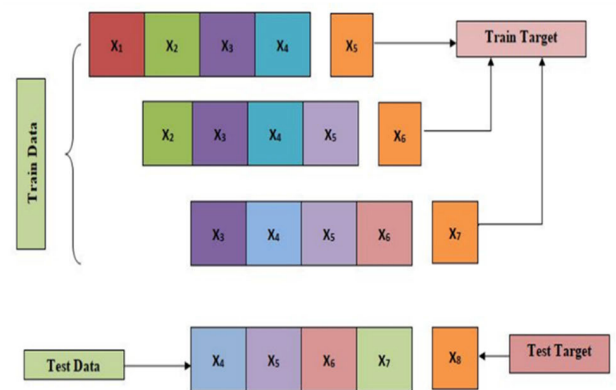 X₁ X₂ X₃ X₄ X₅ Train Target
Train Data
X₂ X₃ X₄ X₅ X₆
X₃ X₄ X₅ X₆ X₇
Test Data X₄ X₅ X₆ X₇ X₈ Test Target